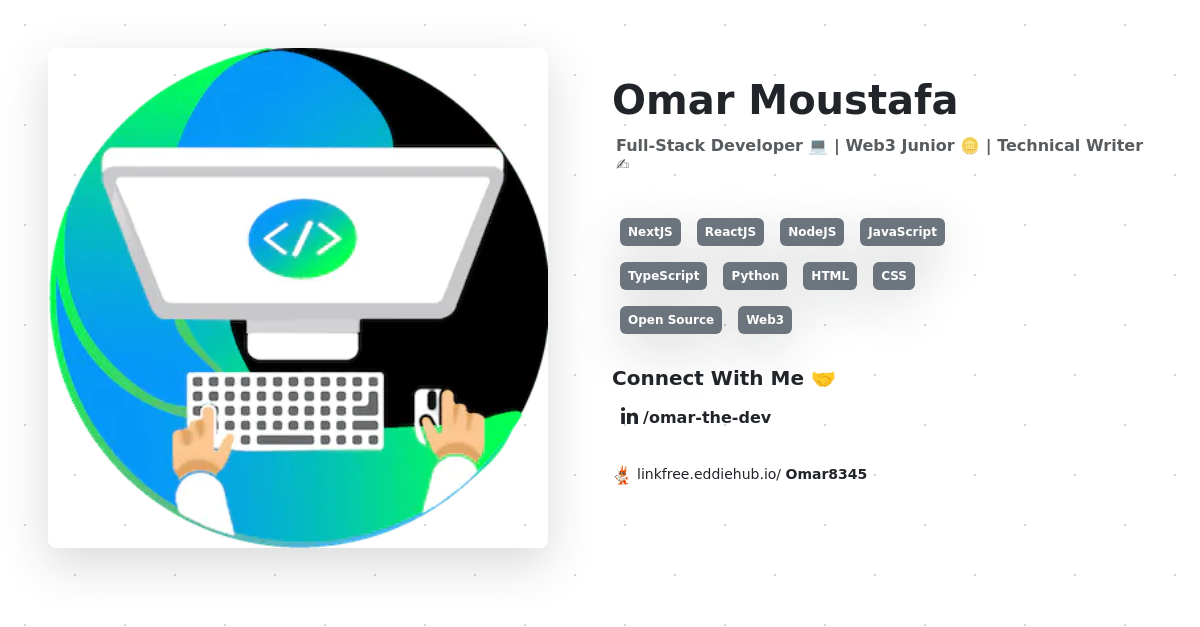 </>
Omar Moustafa
Full-Stack Developer 💻 | Web3 Junior 🪙 | Technical Writer
✍
NextJS ReactJS NodeJS JavaScript
TypeScript Python HTML CSS
Open Source Web3
Connect With Me 🤝
in /omar-the-dev
linkfree.eddiehub.io/ Omar8345